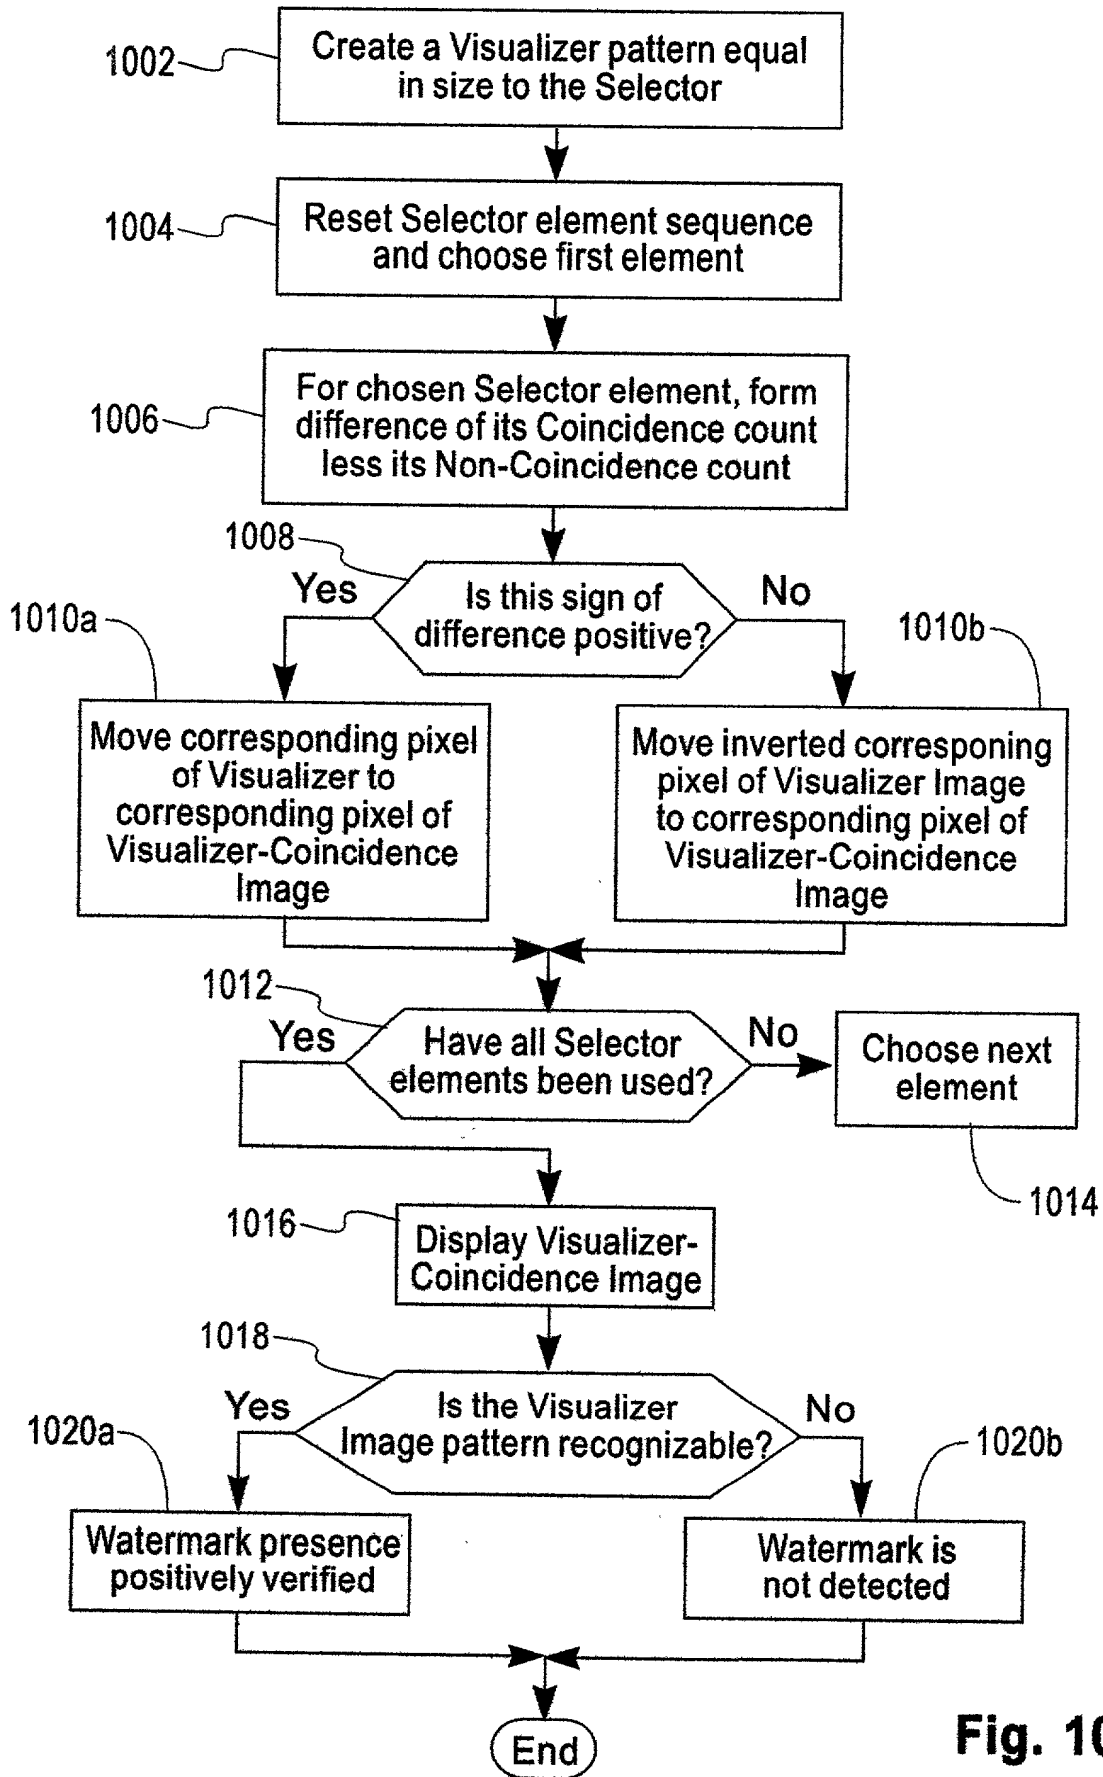 1002
Create a Visualizer pattern equal
in size to the Selector
1004
Reset Selector element sequence
and choose first element
1006
For chosen Selector element, form
difference of its Coincidence count
less its Non-Coincidence count
1008
Yes
Is this sign of
difference positive?
No
1010a
1010b
Move corresponding pixel
of Visualizer to
corresponding pixel of
Visualizer-Coincidence
Image
Move inverted corresponing
pixel of Visualizer Image
to corresponding pixel of
Visualizer-Coincidence
Image
1012
Yes
Have all Selector
elements been used?
No
Choose next
element
1014
1016
Display Visualizer-
Coincidence Image
1018
Yes
Is the Visualizer
Image pattern recognizable?
No
1020a
1020b
Watermark presence
positively verified
Watermark is
not detected
End
Fig. 10